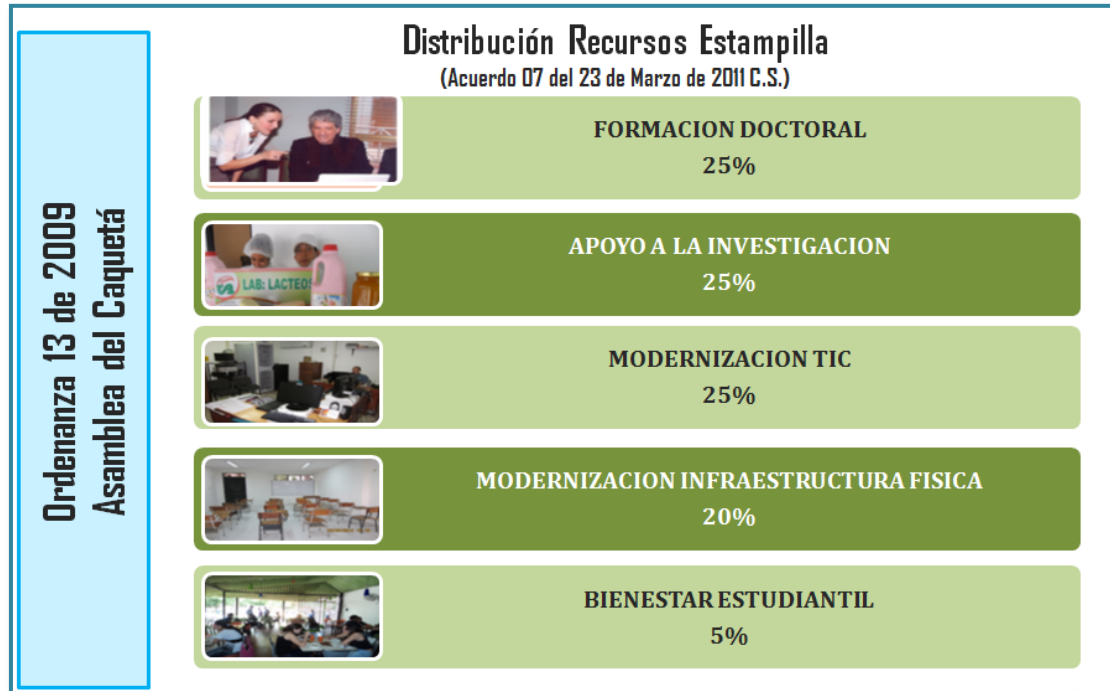 Distribución Recursos Estampilla
(Acuerdo 07 del 23 de Marzo de 2011 C.S.)
Ordenanza 13 de 2009
Asamblea del Caquetá
FORMACION DOCTORAL
25%
LAB: LACTEOS
APOYO A LA INVESTIGACION
25%
MODERNIZACION TIC
25%
MODERNIZACION INFRAESTRUCTURA FISICA
20%
BIENESTAR ESTUDIANTIL
5%